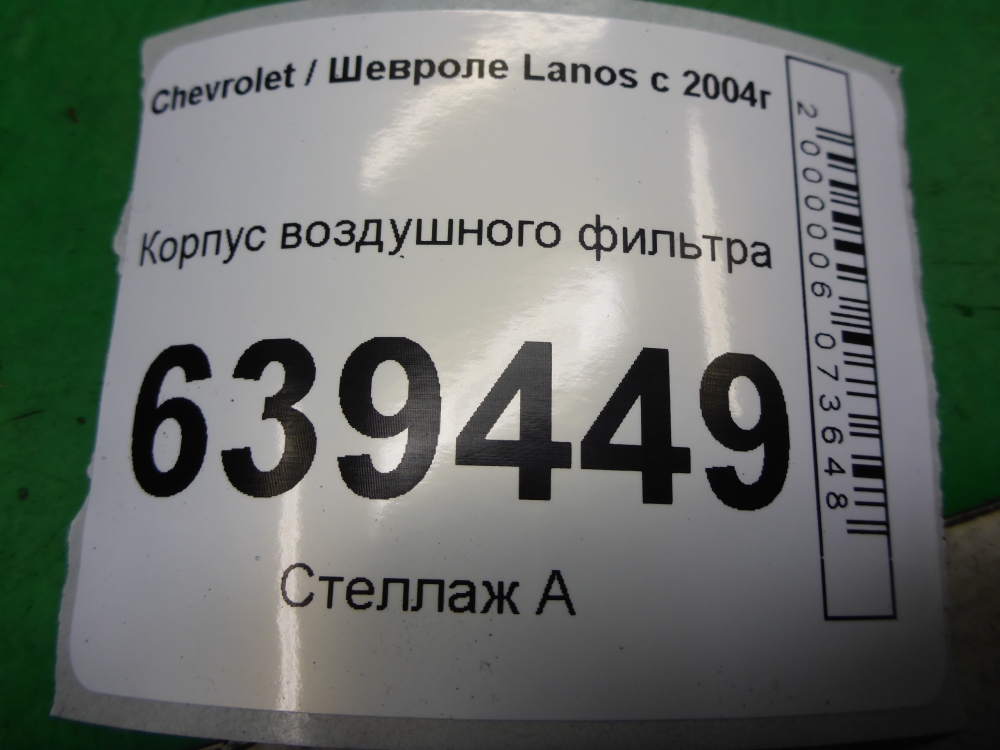 Chevrolet / Шевроле Lanos с 2004г
Корпус воздушного фильтра
639449
Стеллаж А
2000006073648